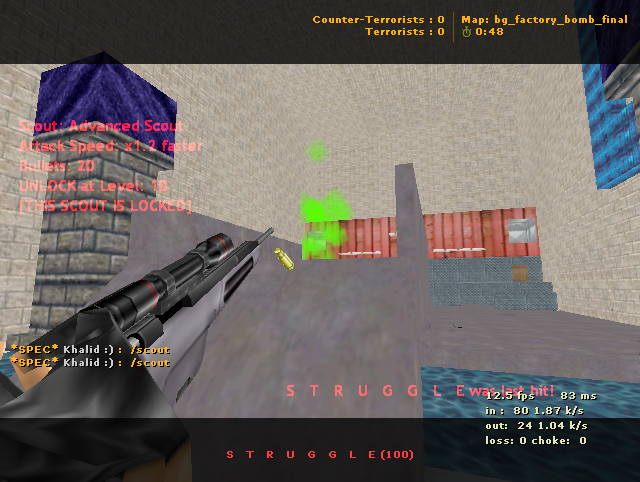 Counter-Terrorists : 0
Terrorists : 0
Map: bg_factory_bomb_final
0:48
Scout: Advanced Scout
Attack Speed: x1.2 faster
Bullets: 20
UNLOCK at Level: 10
[THIS SCOUT IS LOCKED]
*SPEC* Khalid :) : /scout
*SPEC* Khalid :) : /scout
S T R U G G L E was last hit!
12.5 fps 83 ms
in : 80 1.87 k/s
out: 24 1.04 k/s
loss: 0 choke: 0
S T R U G G L E (100)